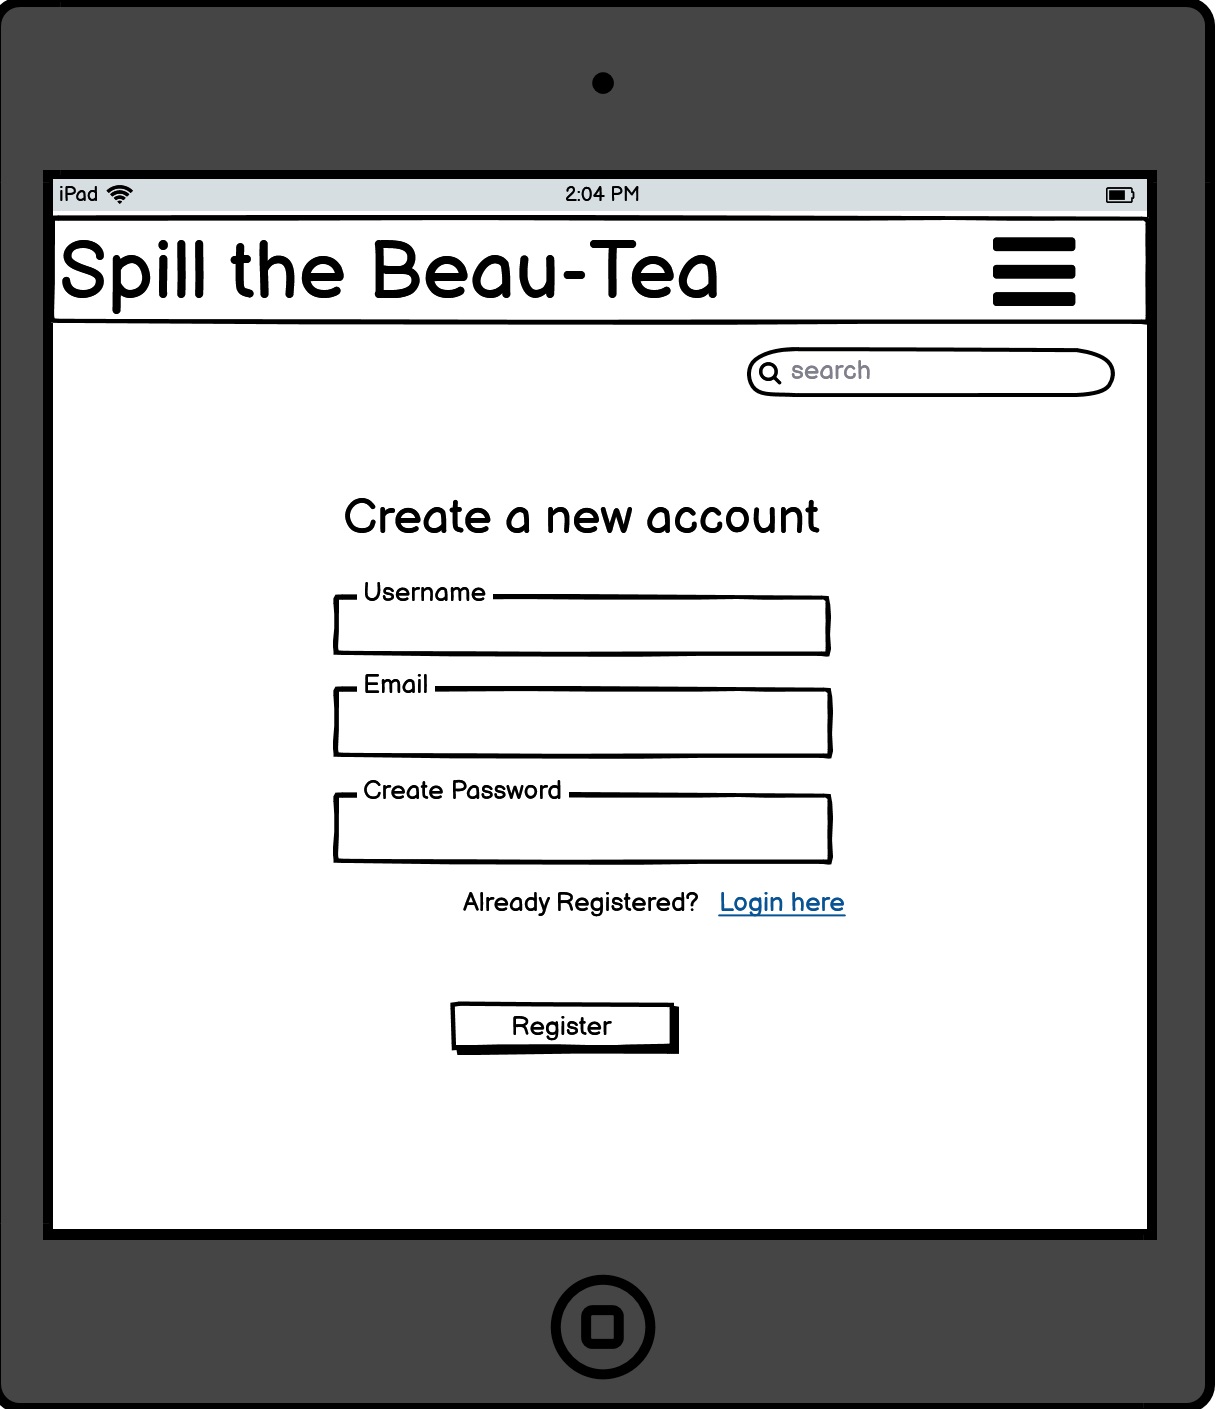 iPad 2:04 PM
Spill the Beau-Tea
search
Create a new account
Username
Email
Create Password
Already Registered? Login here
Register